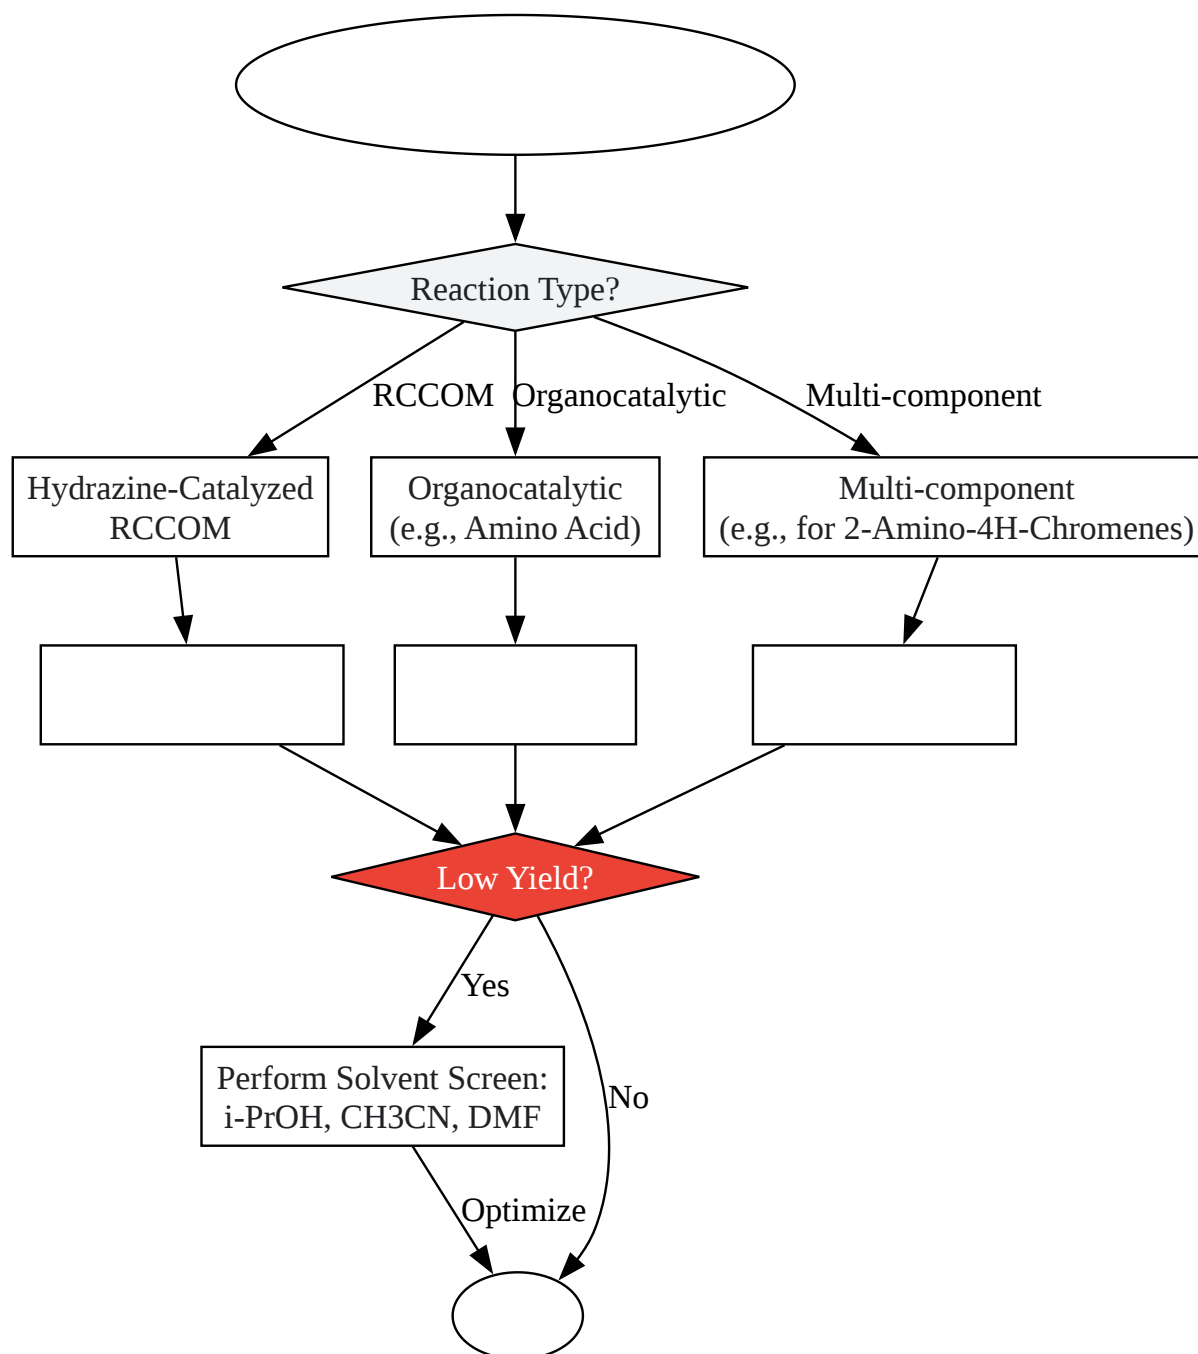 Reaction Type?
RCCOM
Organocatalytic
Multi-component
Hydrazine-Catalyzed
RCCOM
Organocatalytic
(e.g., Amino Acid)
Multi-component
(e.g., for 2-Amino-4H-Chromenes)
Low Yield?
Yes
Perform Solvent Screen:
i-PrOH, CH3CN, DMF
No
Optimize